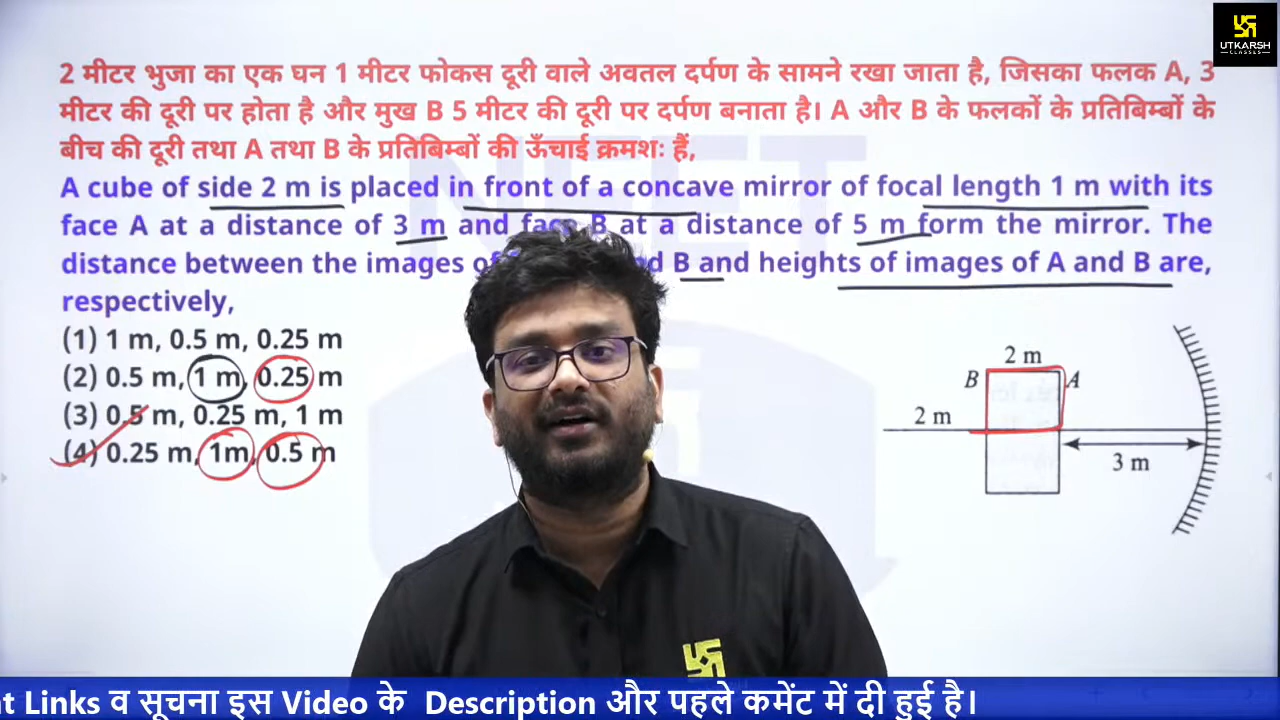 UTKARSH
CLASSES
2 मीटर भुजा का एक घन 1 मीटर फोकस दूरी वाले अवतल दर्पण के सामने रखा जाता है, जिसका फलक A, 3
मीटर की दूरी पर होता है और मुख B 5 मीटर की दूरी पर दर्पण बनाता है। A और B के फलकों के प्रतिबिम्बों के
बीच की दूरी तथा A तथा B के प्रतिबिम्बों की ऊँचाई क्रमशः हैं,
A cube of side 2 m is placed in front of a concave mirror of focal length 1 m with its
face A at a distance of 3 m and face B at a distance of 5 m form the mirror. The
distance between the images of B and heights of images of A and B are,
respectively,
(1) 1 m, 0.5 m, 0.25 m
(2) 0.5 m, 1 m, 0.25 m
(3) 0.5 m, 0.25 m, 1 m
(4) 0.25 m, 1m, 0.5 m
2 m
B A
2 m
3 m
NEET
t Links व सूचना इस Video के Description और पहले कमेंट में दी हुई है।